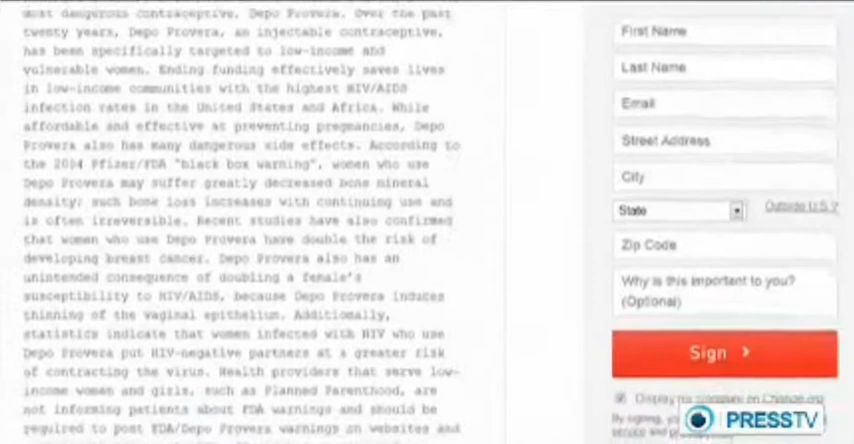 most dangerous contraceptive, Depo Provera. Over the past
twenty years, Depo Provera, an injectable contraceptive,
has been specifically targeted to low-income and
vulnerable women. Ending funding effectively saves lives
in low-income communities with the highest HIV/AIDS
infection rates in the United States and Africa. While
affordable and effective at preventing pregnancies, Depo
Provera also has many dangerous side effects. According to
the 2004 Pfizer/FDA "black box warning", women who use
Depo Provera may suffer greatly decreased bone mineral
density; such bone loss increases with continuing use and
is often irreversible. Recent studies have also confirmed
that women who use Depo Provera have double the risk of
developing breast cancer. Depo Provera also has an
unintended consequence of doubling a female's
susceptibility to HIV/AIDS, because Depo Provera induces
thinning of the vaginal epithelium. Additionally,
statistics indicate that women infected with HIV who use
Depo Provera put HIV-negative partners at a greater risk
of contracting the virus. Health providers that serve low-
income women and girls, such as Planned Parenthood, are
not informing patients about FDA warnings and should be
required to post FDA/Depo Provera warnings on websites and
First Name
Last Name
Email
Street Address
City
State
Outside U.S.?
Zip Code
Why is this important to you?
(Optional)
Sign >
Display my signature on Change.org
By signing, you
service and
PRESSTV